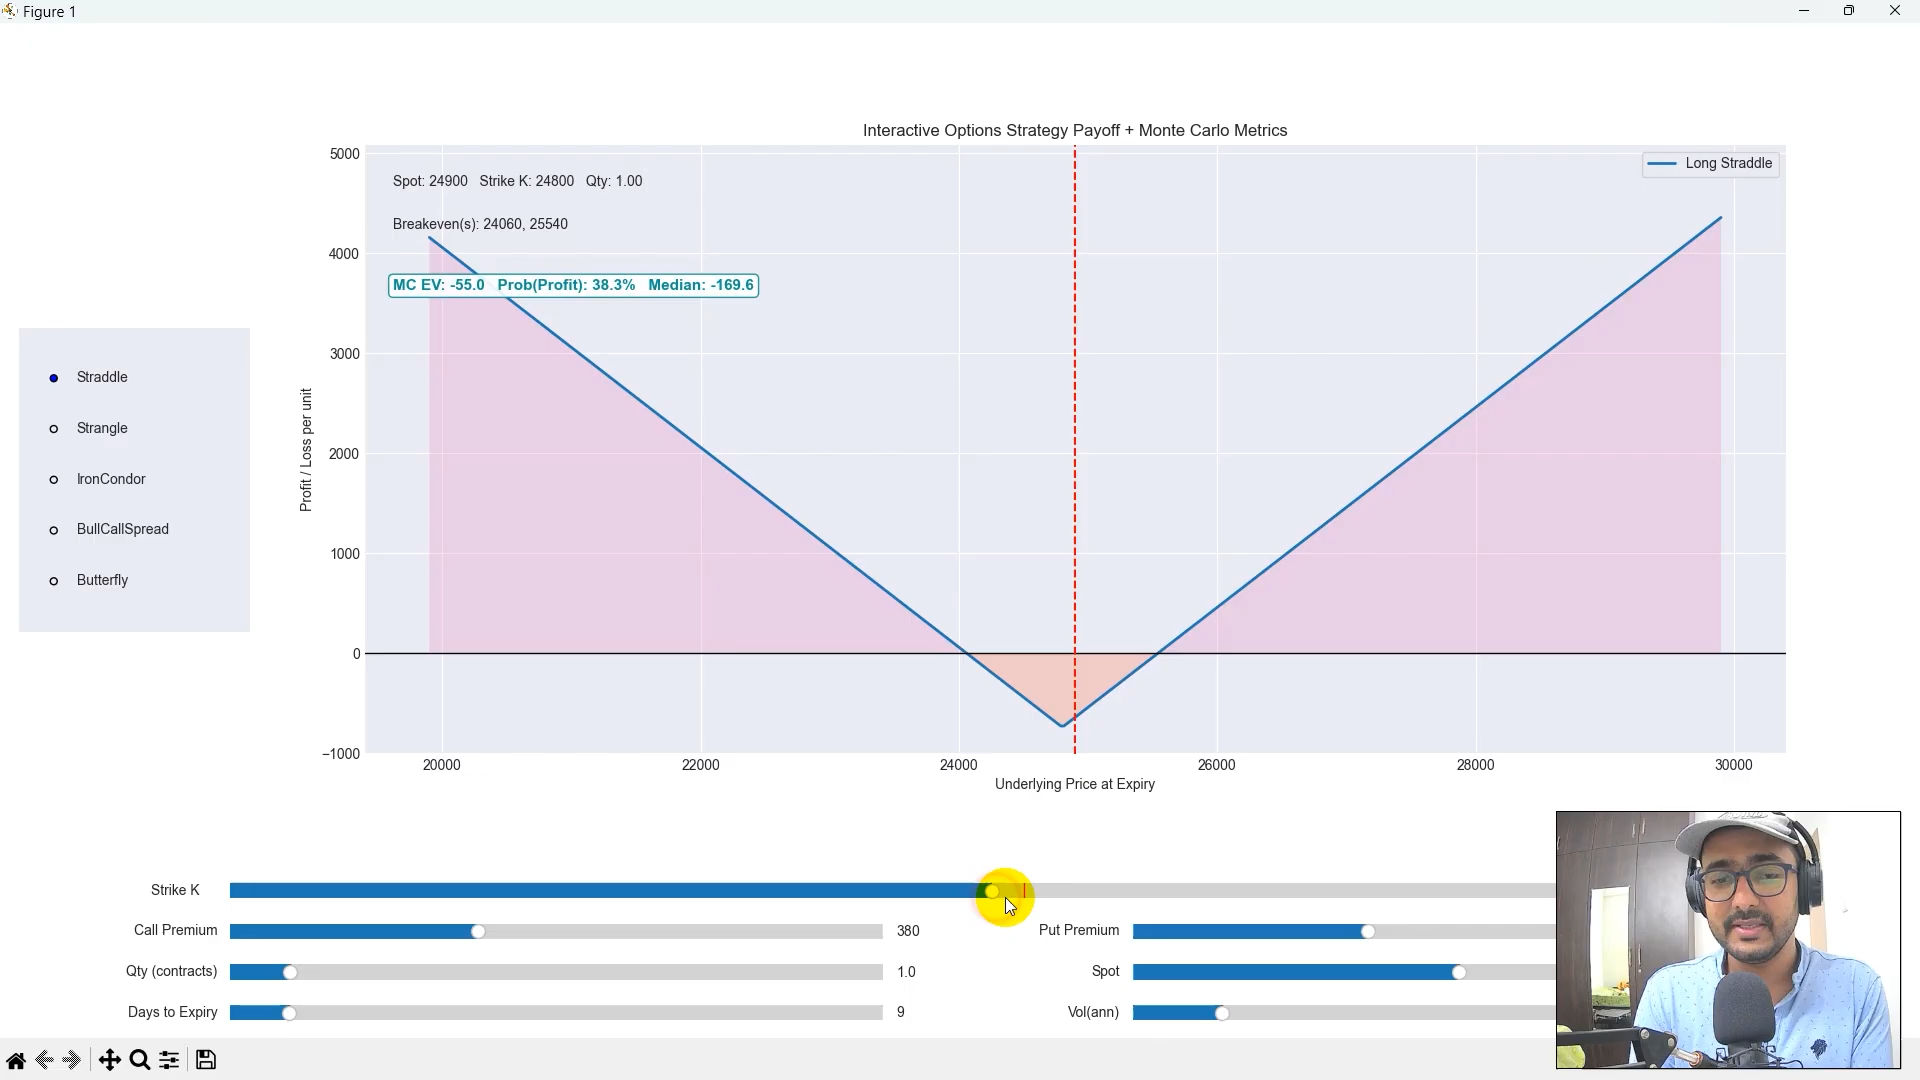 Figure 1
Interactive Options Strategy Payoff + Monte Carlo Metrics
5000
4000
3000
2000
1000
0
−1000
Profit / Loss per unit
Spot: 24900 Strike K: 24800 Qty: 1.00
Breakeven(s): 24060, 25540
MC EV: -55.0 Prob(Profit): 38.3% Median: -169.6
Long Straddle
20000 22000 24000 26000 28000 30000
Underlying Price at Expiry
Straddle
Strangle
IronCondor
BullCallSpread
Butterfly
Strike K
Call Premium 380 Put Premium
Qty (contracts) 1.0 Spot
Days to Expiry 9 Vol(ann)